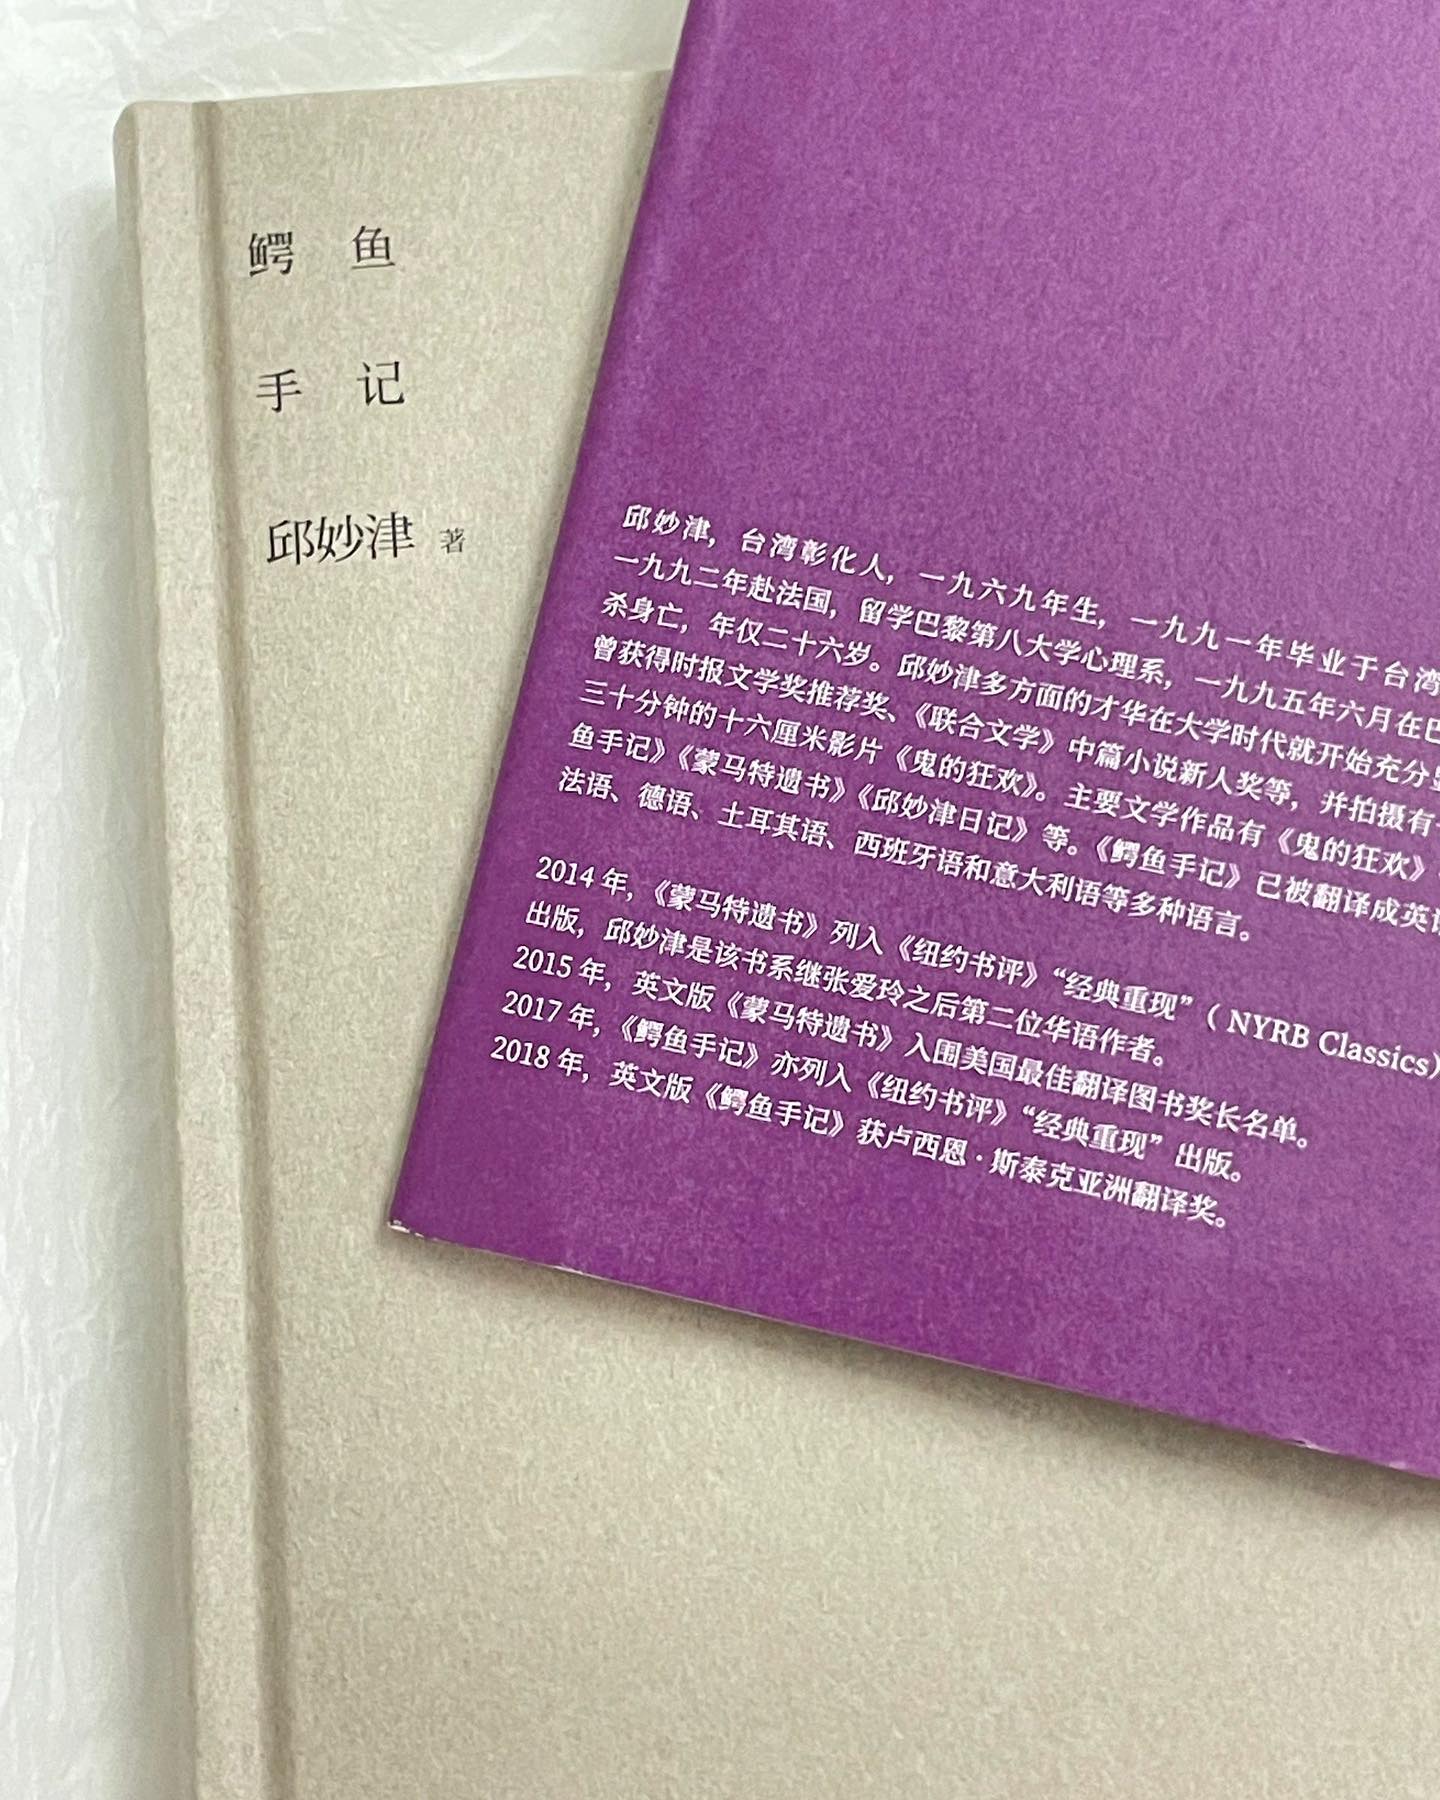 鳄 鱼
手 记
邱妙津 著
邱妙津，台湾彰化人，一九六九年生，一九九一年毕业于台湾
一九九二年赴法国，留学巴黎第八大学心理系，一九九五年六月在巴
杀身亡，年仅二十六岁。邱妙津多方面的才华在大学时代就开始充分
曾获得时报文学奖推荐奖、《联合文学》中篇小说新人奖等，并拍摄有
三十分钟的十六厘米影片《鬼的狂欢》。主要文学作品有《鬼的狂欢》
鱼手记》《蒙马特遗书》《邱妙津日记》等。《鳄鱼手记》已被翻译成英语
法语、德语、土耳其语、西班牙语和意大利语等多种语言。
2014 年，《蒙马特遗书》列入《纽约书评》“经典重现”（ NYRB Classics）
出版，邱妙津是该书系继张爱玲之后第二位华语作者。
2015 年，英文版《蒙马特遗书》入围美国最佳翻译图书奖长名单。
2017 年，《鳄鱼手记》亦列入《纽约书评》“经典重现”出版。
2018 年，英文版《鳄鱼手记》获卢西恩·斯泰克亚洲翻译奖。